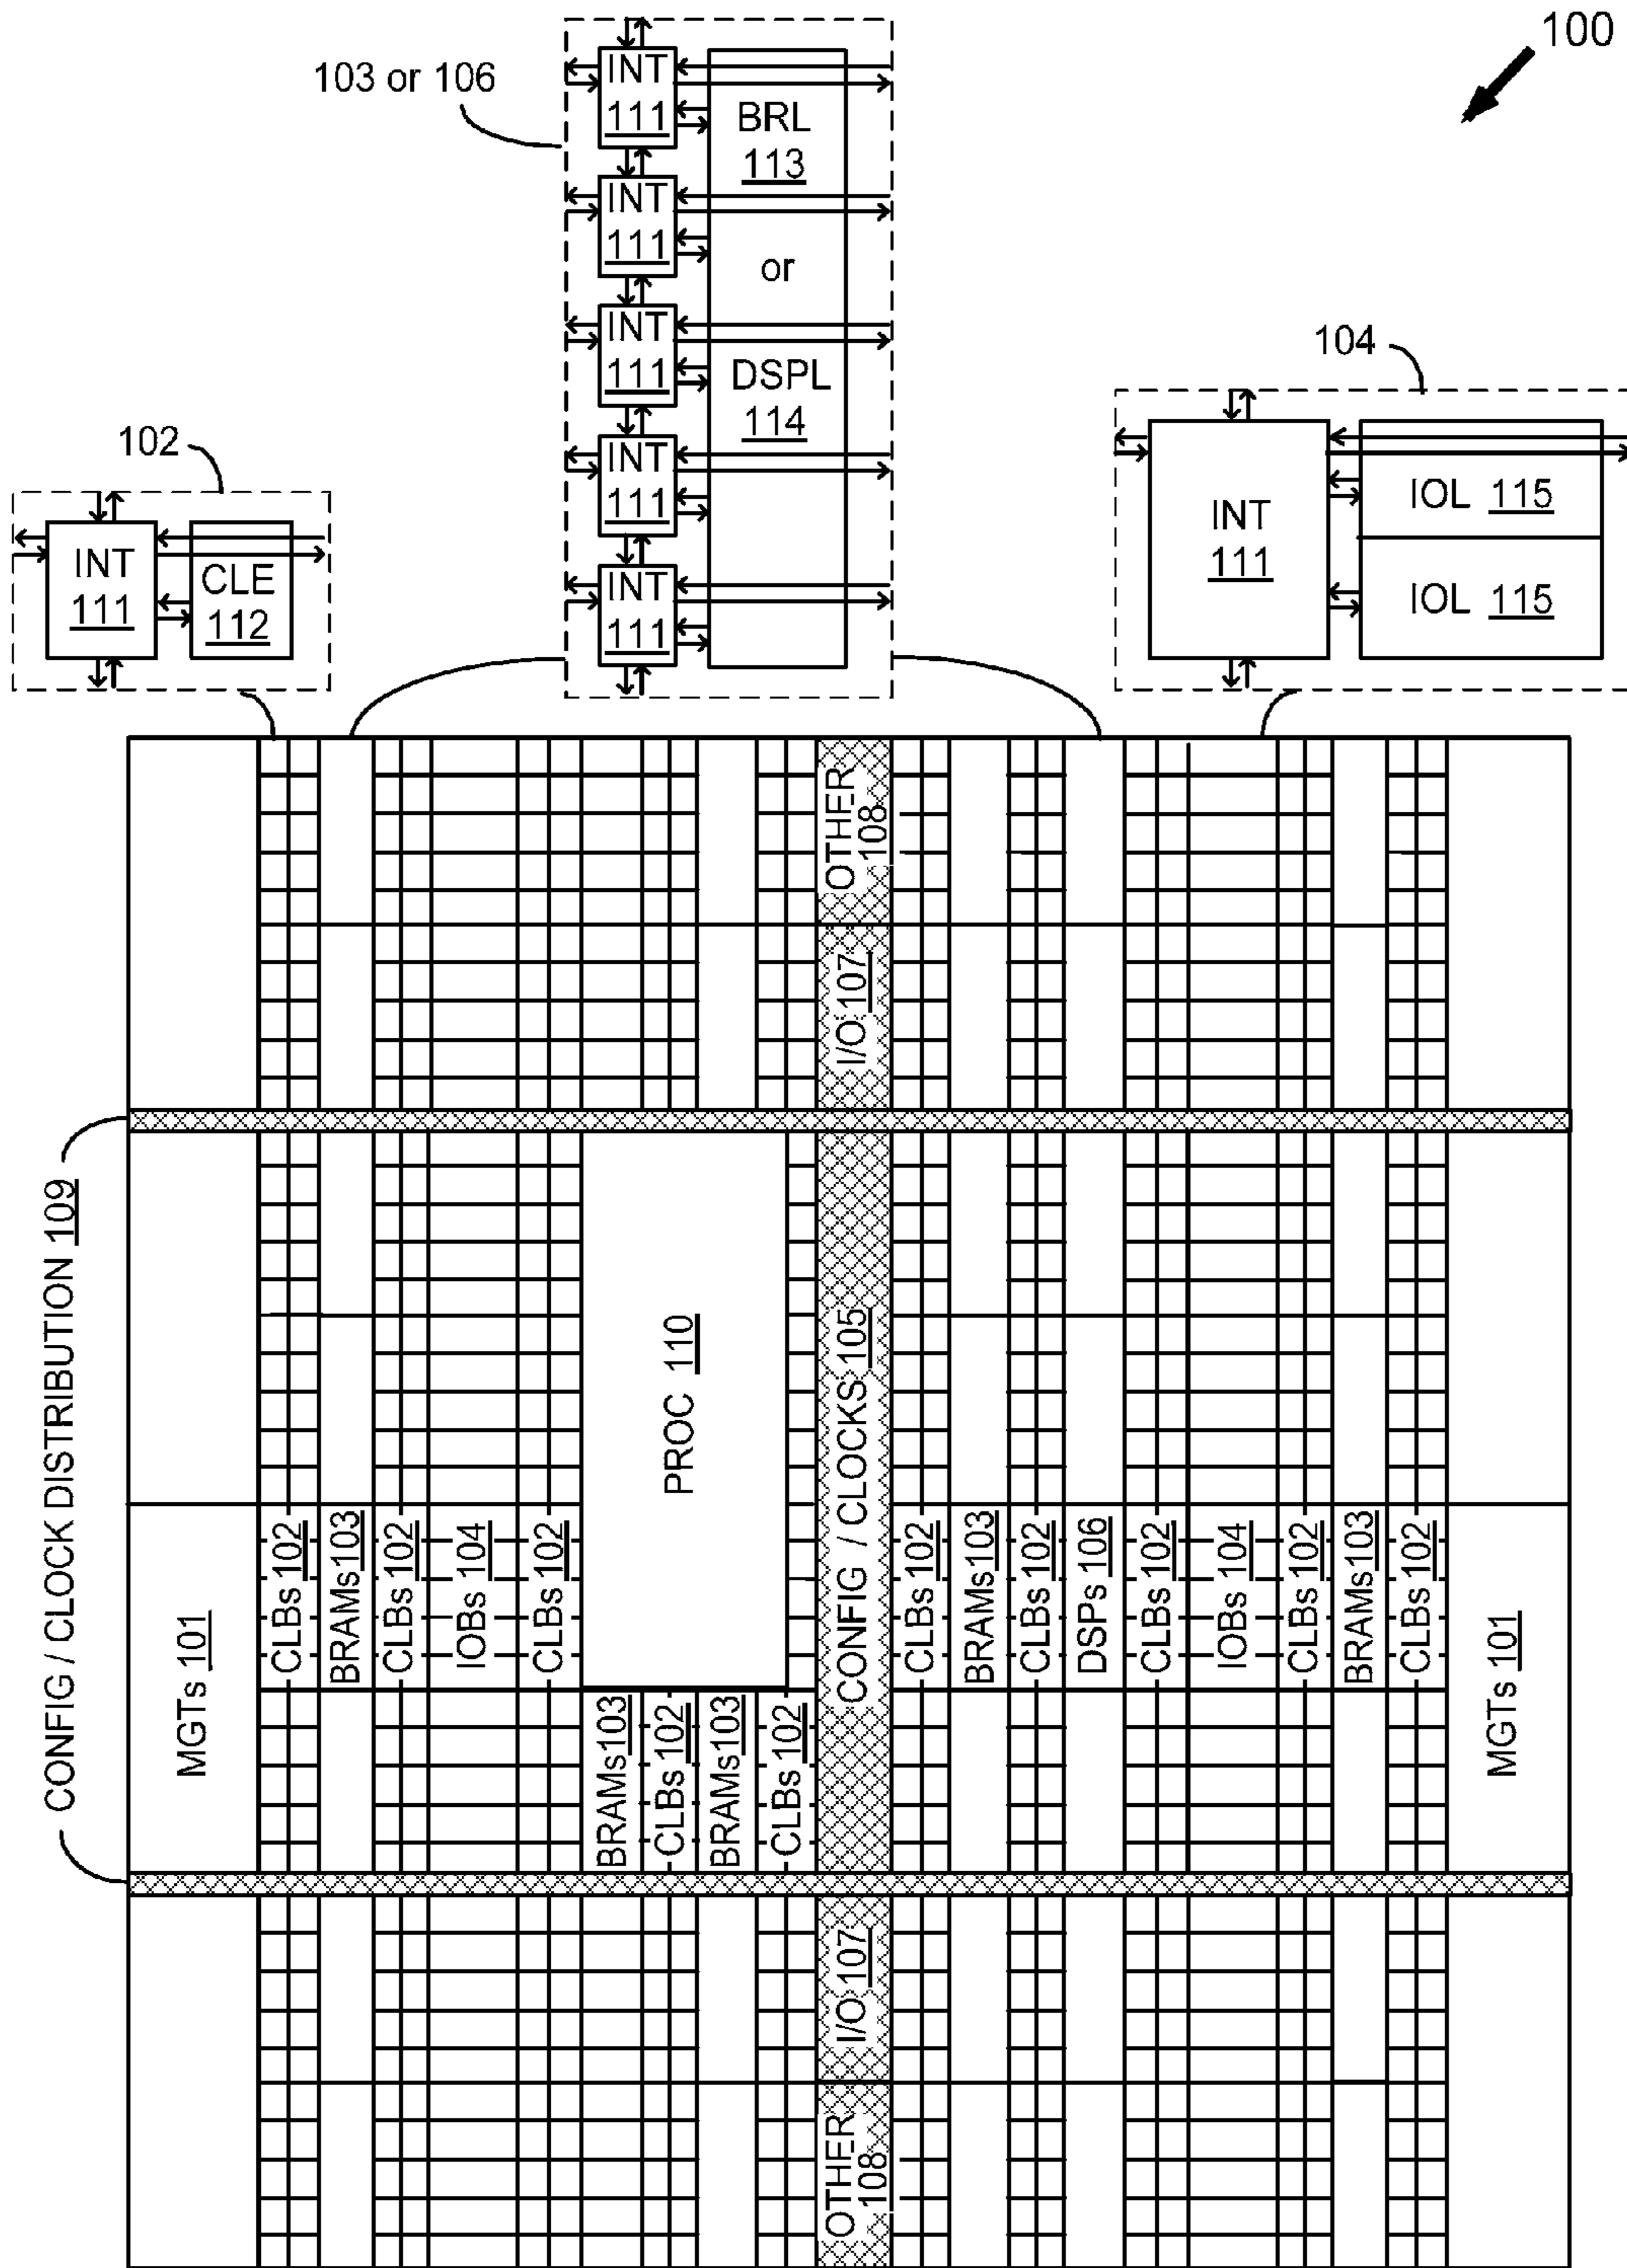 100
103 or 106
INT
111
BRL
113
INT
111
or
INT
111
DSPL
114
INT
111
INT
111
104
INT
111
IOL 115
IOL 115
102
INT
111
CLE
112
OTHER
108
I/O 107
CONFIG / CLOCK DISTRIBUTION 109
PROC 110
CONFIG / CLOCKS 105
MGTs 101
CLBs 102
BRAMs 103
CLBs 102
IOBs 104
CLBs 102
BRAMs 103
CLBs 102
BRAMs 103
CLBs 102
CLBs 102
BRAMs 103
CLBs 102
DSPs 106
CLBs 102
IOBs 104
CLBs 102
BRAMs 103
CLBs 102
MGTs 101
I/O 107
OTHER
108